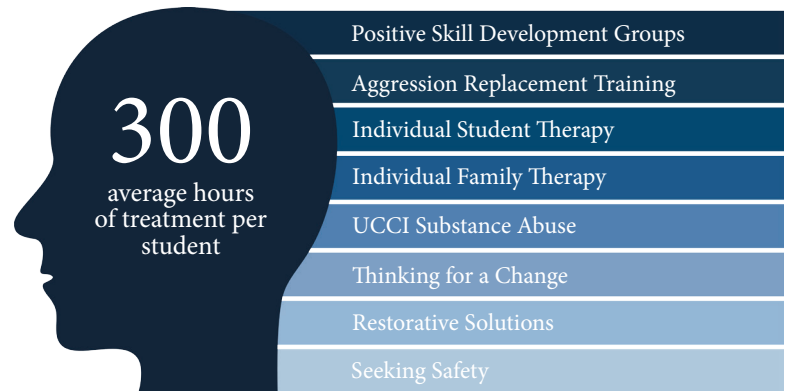 300
average hours
of treatment per
student
Positive Skill Development Groups
Aggression Replacement Training
Individual Student Therapy
Individual Family Therapy
UCCI Substance Abuse
Thinking for a Change
Restorative Solutions
Seeking Safety